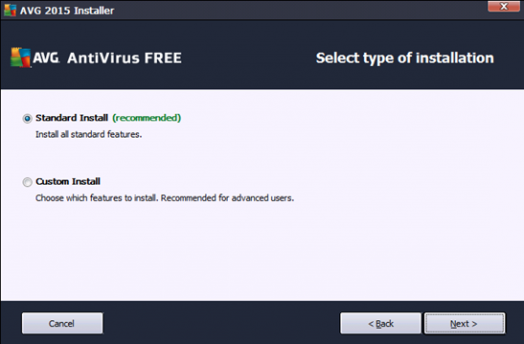 AVG 2015 Installer
AVG AntiVirus FREE
Select type of installation
Standard Install (recommended)
Install all standard features.
Custom Install
Choose which features to install. Recommended for advanced users.
Cancel
< Back
Next >